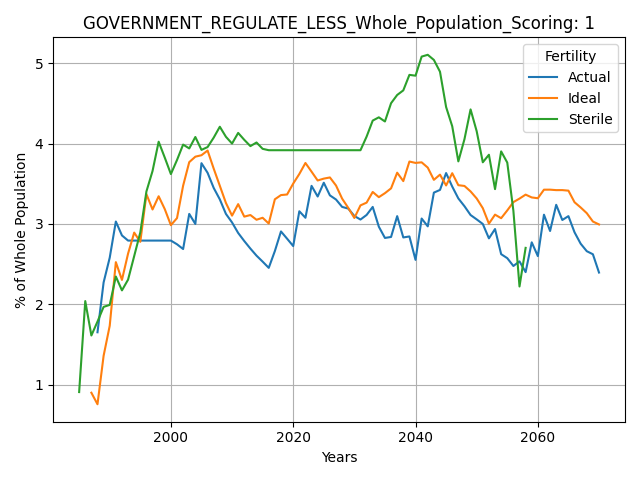 GOVERNMENT_REGULATE_LESS_Whole_Population_Scoring: 1
Fertility
Actual
Ideal
Sterile
% of Whole Population
5
4
3
2
1
2000 2020 2040 2060
Years